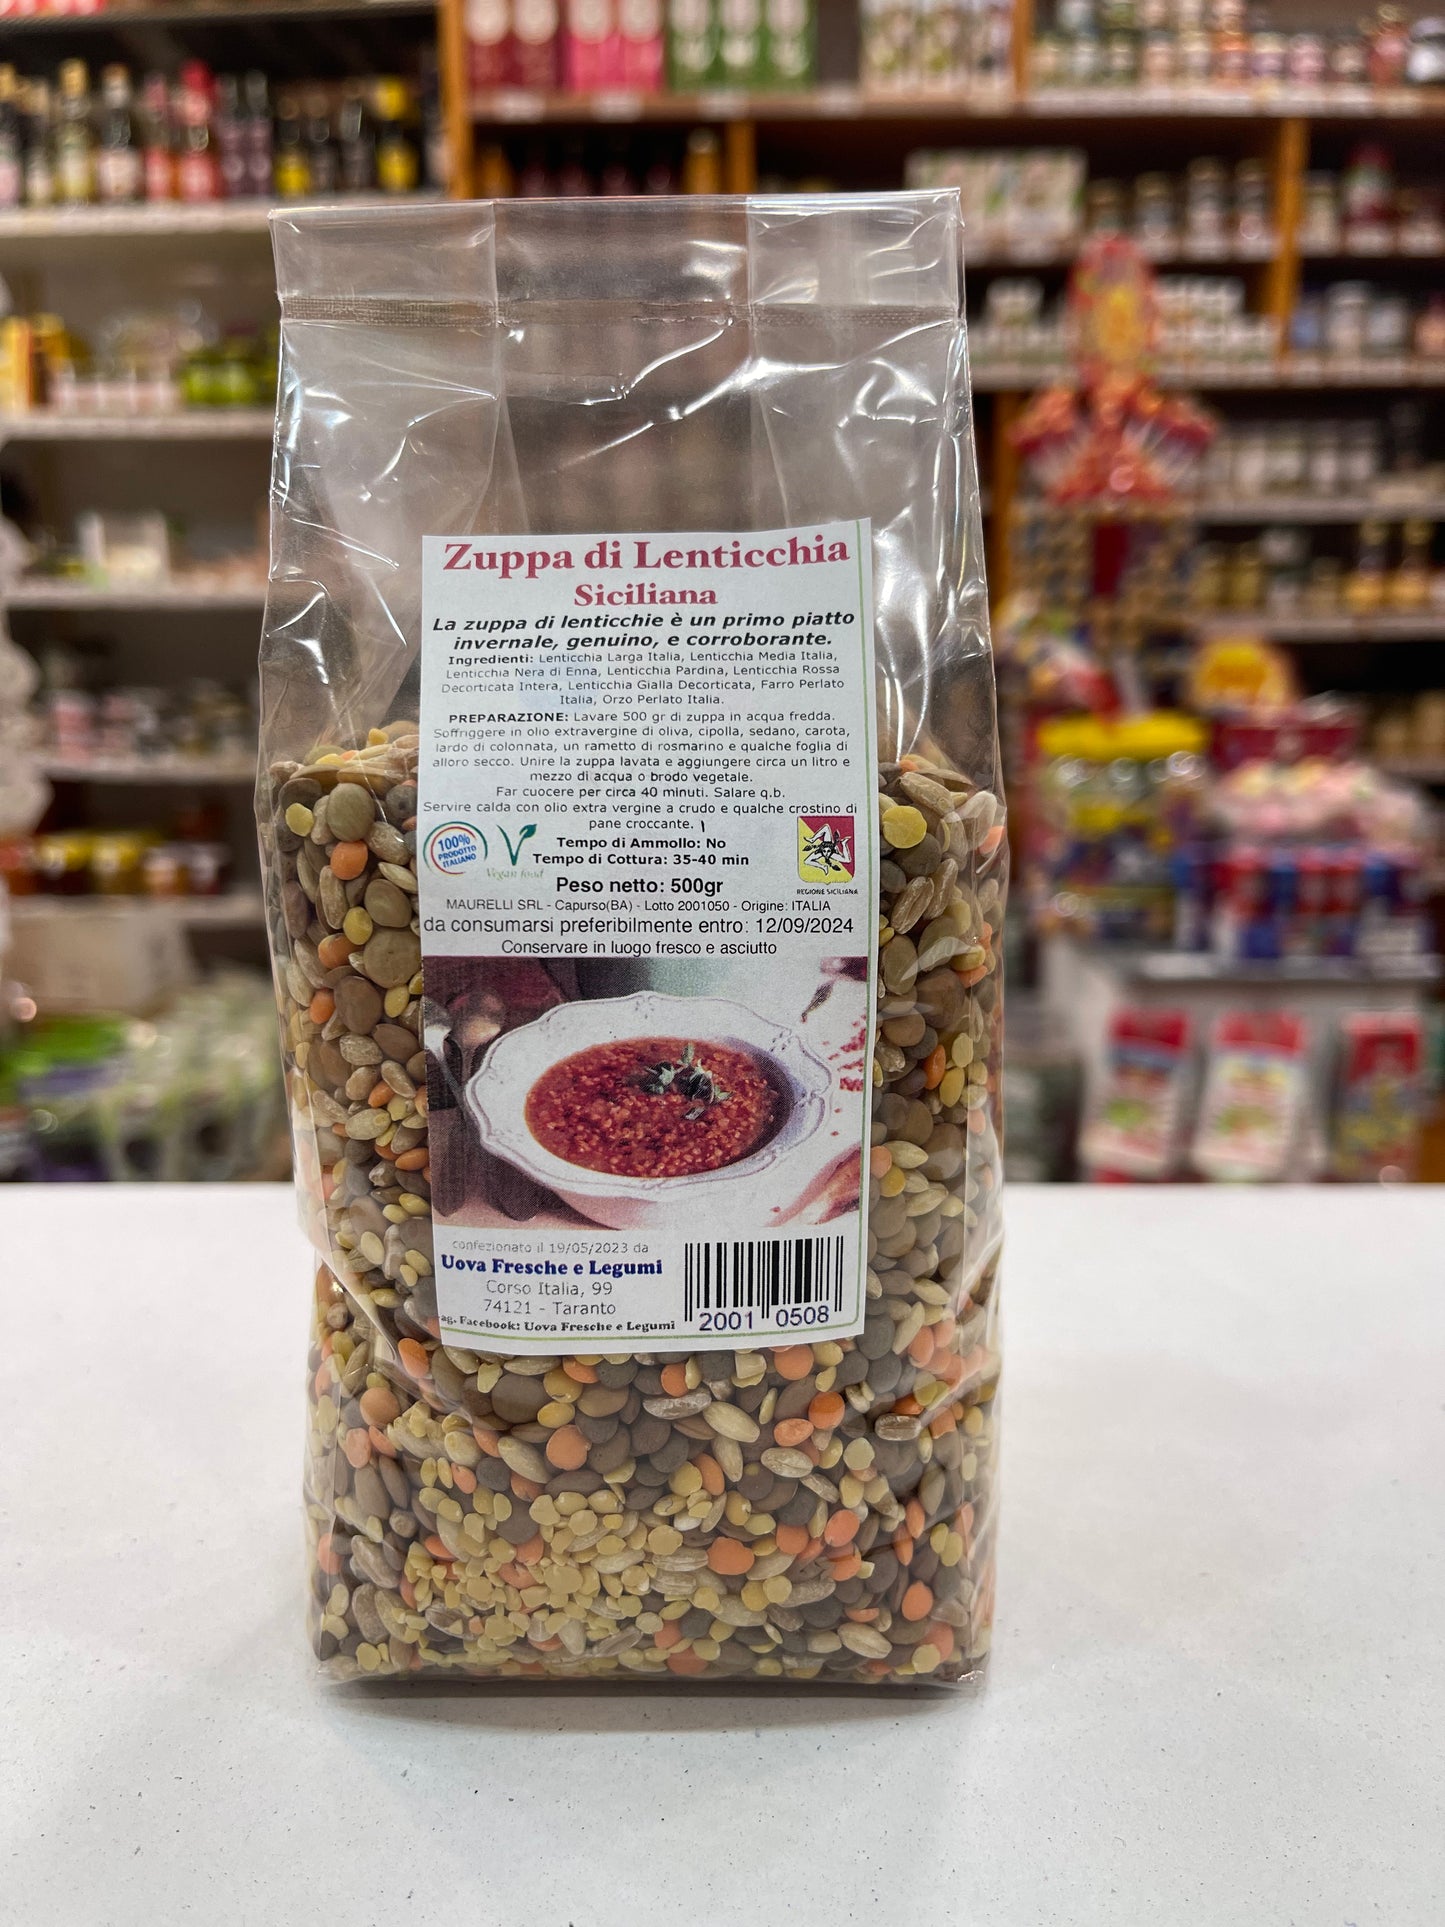 Zuppa di Lenticchia
Siciliana
La zuppa di lenticchie è un primo piatto
invernale, genuino, e corroborante.
Ingredienti: Lenticchia Larga Italia, Lenticchia Media Italia,
Lenticchia Nera di Enna, Lenticchia Pardina, Lenticchia Rossa
Decorticata Intera, Lenticchia Gialla Decorticata, Farro Perlato
Italia, Orzo Perlato Italia.
PREPARAZIONE: Lavare 500 gr di zuppa in acqua fredda.
Soffriggere in olio extravergine di oliva, cipolla, sedano, carota,
lardo di colonnata, un rametto di rosmarino e qualche foglia di
alloro secco. Unire la zuppa lavata e aggiungere circa un litro e
mezzo di acqua o brodo vegetale.
Far cuocere per circa 40 minuti. Salare q.b.
Servire calda con olio extra vergine a crudo e qualche crostino di
pane croccante.
100%
PRODOTTO
ITALIANO
Vegan food
Tempo di Ammollo: No
Tempo di Cottura: 35-40 min
REGIONE SICILIANA
Peso netto: 500gr
MAURELLI SRL - Capurso(BA) - Lotto 2001050 - Origine: ITALIA
da consumarsi preferibilmente entro: 12/09/2024
Conservare in luogo fresco e asciutto
confezionato il 19/05/2023 da
Uova Fresche e Legumi
Corso Italia, 99
74121 - Taranto
ag. Facebook: Uova Fresche e Legumi
2001 0508